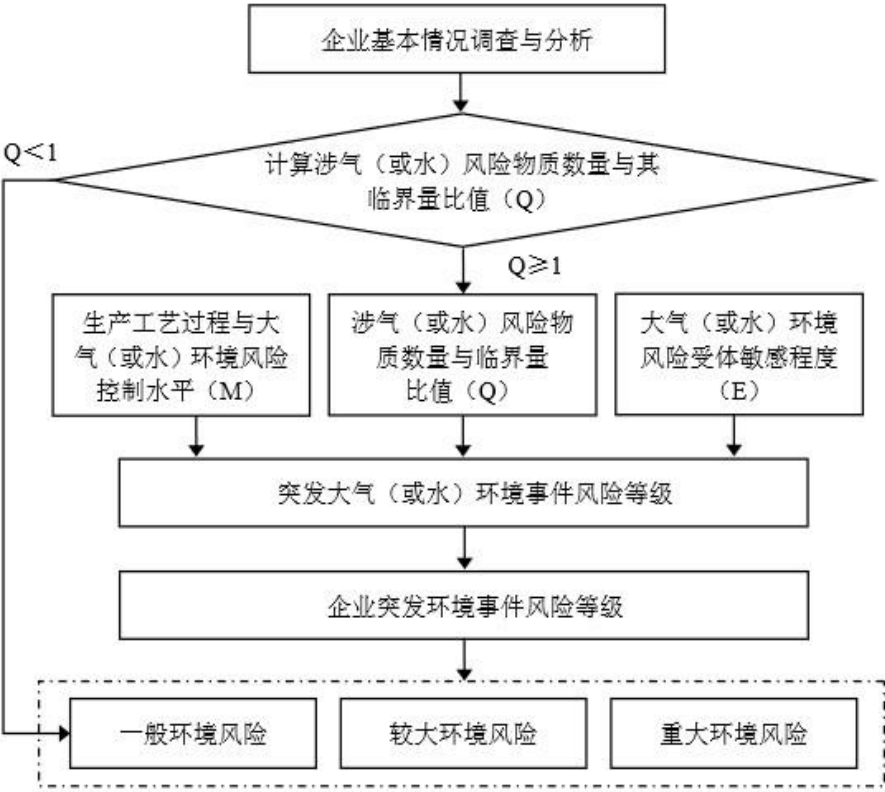 企业基本情况调查与分析
Q＜1
计算涉气（或水）风险物质数量与其
临界量比值（Q）
Q≥1
生产工艺过程与大
气（或水）环境风险
控制水平（M）
涉气（或水）风险物
质数量与临界量
比值（Q）
大气（或水）环境
风险受体敏感程度
（E）
突发大气（或水）环境事件风险等级
企业突发环境事件风险等级
一般环境风险
较大环境风险
重大环境风险